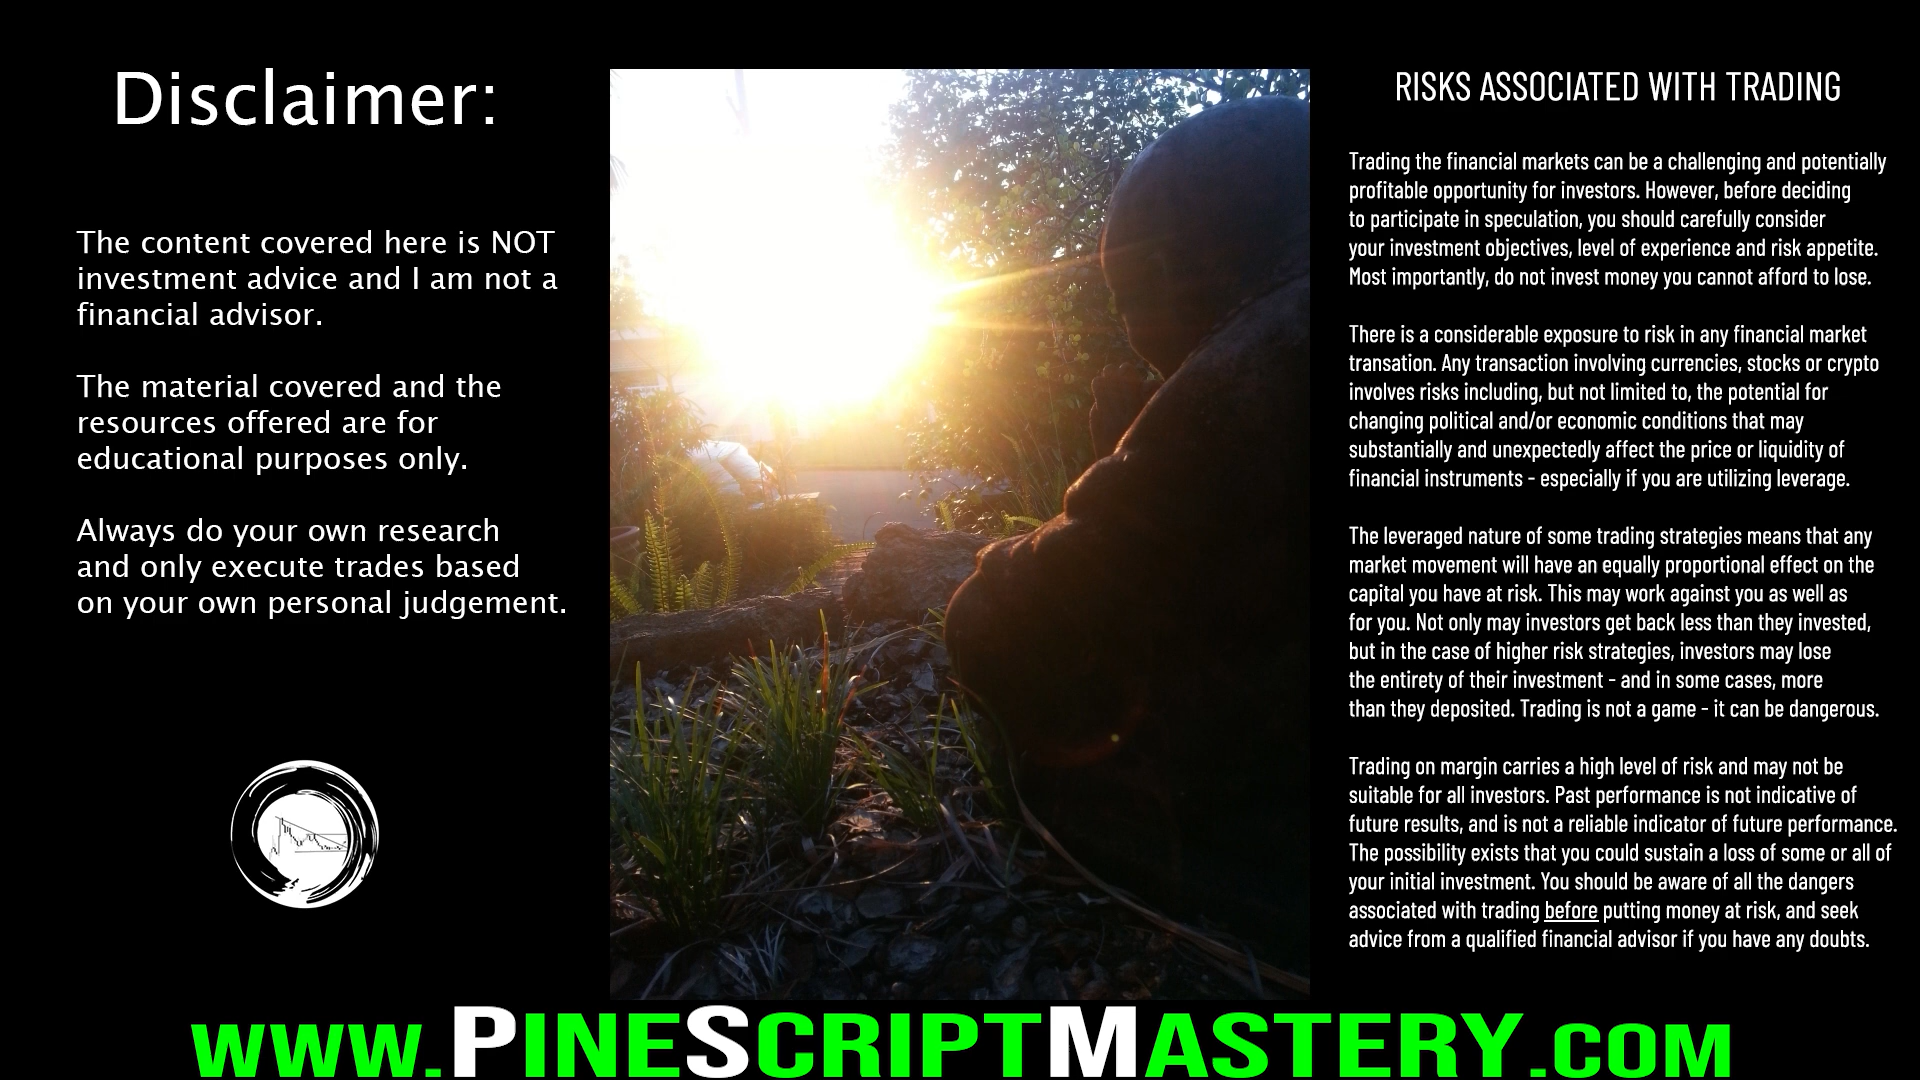 Disclaimer:
The content covered here is NOT
investment advice and I am not a
financial advisor.
The material covered and the
resources offered are for
educational purposes only.
Always do your own research
and only execute trades based
on your own personal judgement.
RISKS ASSOCIATED WITH TRADING
Trading the financial markets can be a challenging and potentially
profitable opportunity for investors. However, before deciding
to participate in speculation, you should carefully consider
your investment objectives, level of experience and risk appetite.
Most importantly, do not invest money you cannot afford to lose.
There is a considerable exposure to risk in any financial market
transation. Any transaction involving currencies, stocks or crypto
involves risks including, but not limited to, the potential for
changing political and/or economic conditions that may
substantially and unexpectedly affect the price or liquidity of
financial instruments - especially if you are utilizing leverage.
The leveraged nature of some trading strategies means that any
market movement will have an equally proportional effect on the
capital you have at risk. This may work against you as well as
for you. Not only may investors get back less than they invested,
but in the case of higher risk strategies, investors may lose
the entirety of their investment - and in some cases, more
than they deposited. Trading is not a game - it can be dangerous.
Trading on margin carries a high level of risk and may not be
suitable for all investors. Past performance is not indicative of
future results, and is not a reliable indicator of future performance.
The possibility exists that you could sustain a loss of some or all of
your initial investment. You should be aware of all the dangers
associated with trading before putting money at risk, and seek
advice from a qualified financial advisor if you have any doubts.
www.PineScriptMastery.com